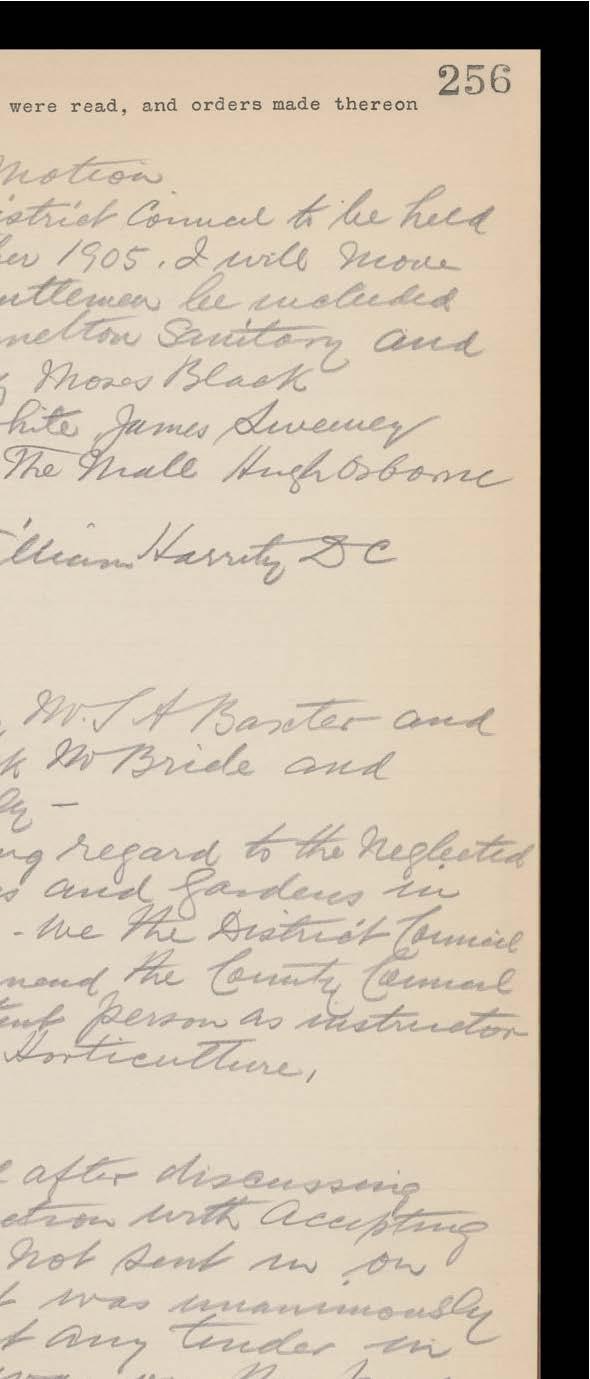 256
were read, and orders made thereon
Motion
istrict Council to be held
er 1905. I will move
ntlemen be included
nelton Sanitary and
y Moses Black
hite, James Sweeney
The Mall Hugh Osborne
illiam Harrity DC
Mr. S A Baxter and
k McBride and
ly -
ng regard to the Neglected
s and Gardens in
- We the District Council
mend the County Council
tent person as instructor
Horticulture,
after discussing
ction with accepting
not sent in on
t was unanimously
t any tender in